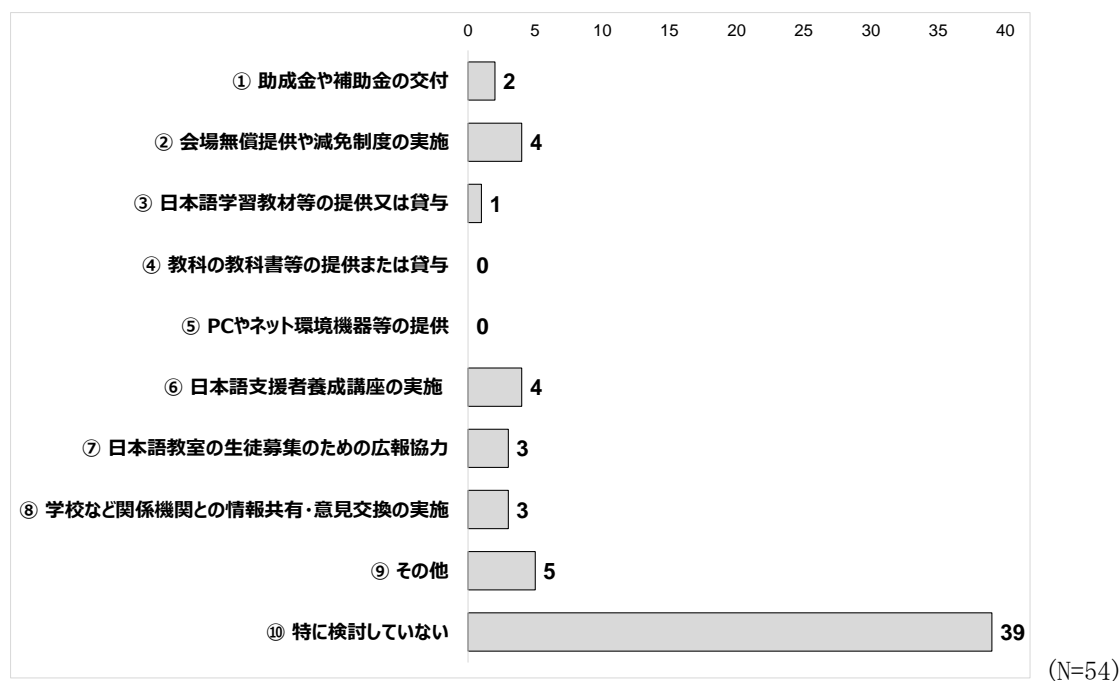 0 5 10 15 20 25 30 35 40
① 助成金や補助金の交付 2
② 会場無償提供や減免制度の実施 4
③ 日本語学習教材等の提供又は貸与 1
④ 教科の教科書等の提供または貸与 0
⑤ PCやネット環境機器等の提供 0
⑥ 日本語支援者養成講座の実施 4
⑦ 日本語教室の生徒募集のための広報協力 3
⑧ 学校など関係機関との情報共有・意見交換の実施 3
⑨ その他 5
⑩ 特に検討していない 39
(N=54)